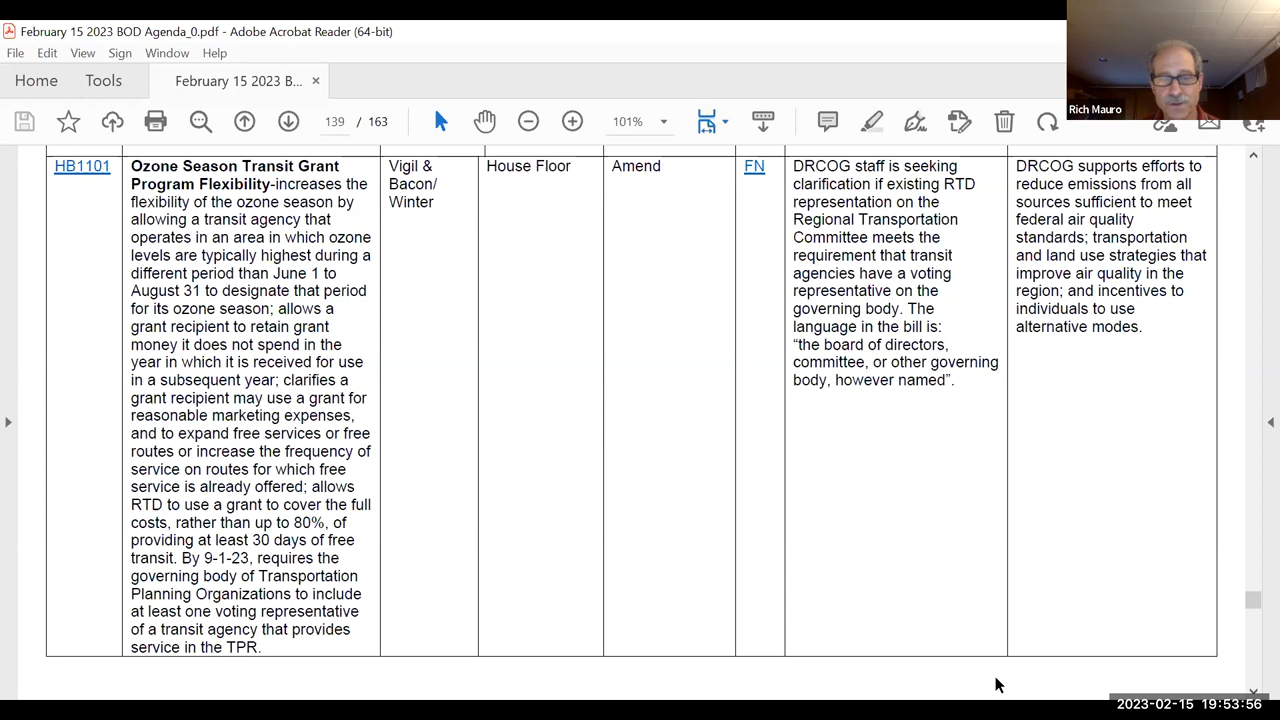 February 15 2023 BOD Agenda_0.pdf - Adobe Acrobat Reader (64-bit)
File Edit View Sign Window Help
Home Tools February 15 2023 B... ×
139 / 163 101%
Rich Mauro
HB1101
Ozone Season Transit Grant
Program Flexibility-increases the
flexibility of the ozone season by
allowing a transit agency that
operates in an area in which ozone
levels are typically highest during a
different period than June 1 to
August 31 to designate that period
for its ozone season; allows a
grant recipient to retain grant
money it does not spend in the
year in which it is received for use
in a subsequent year; clarifies a
grant recipient may use a grant for
reasonable marketing expenses,
and to expand free services or free
routes or increase the frequency of
service on routes for which free
service is already offered; allows
RTD to use a grant to cover the full
costs, rather than up to 80%, of
providing at least 30 days of free
transit. By 9-1-23, requires the
governing body of Transportation
Planning Organizations to include
at least one voting representative
of a transit agency that provides
service in the TPR.
Vigil &
Bacon/
Winter
House Floor
Amend
FN
DRCOG staff is seeking
clarification if existing RTD
representation on the
Regional Transportation
Committee meets the
requirement that transit
agencies have a voting
representative on the
governing body. The
language in the bill is:
“the board of directors,
committee, or other governing
body, however named”.
DRCOG supports efforts to
reduce emissions from all
sources sufficient to meet
federal air quality
standards; transportation
and land use strategies that
improve air quality in the
region; and incentives to
individuals to use
alternative modes.
2023-02-15 19:53:56